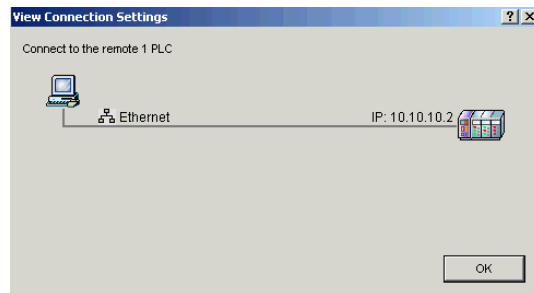 View Connection Settings
Connect to the remote 1 PLC
Ethernet
IP: 10.10.10.2
OK